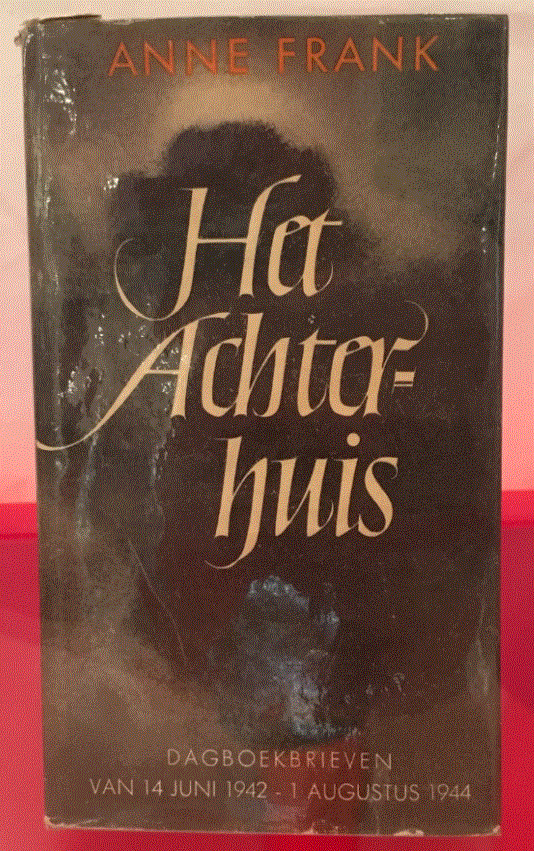 ANNE FRANK
Het
Achter=
huis
DAGBOEKBRIEVEN
VAN 14 JUNI 1942 - 1 AUGUSTUS 1944